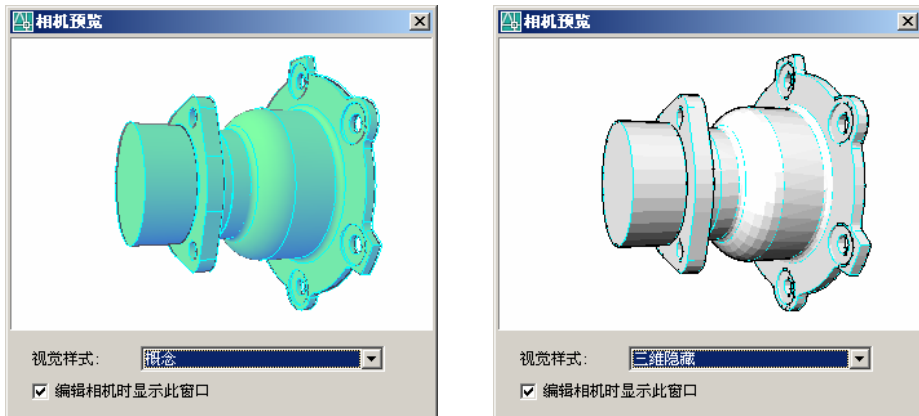 相机预览
视觉样式:
概念
编辑相机时显示此窗口
相机预览
视觉样式:
三维隐藏
编辑相机时显示此窗口